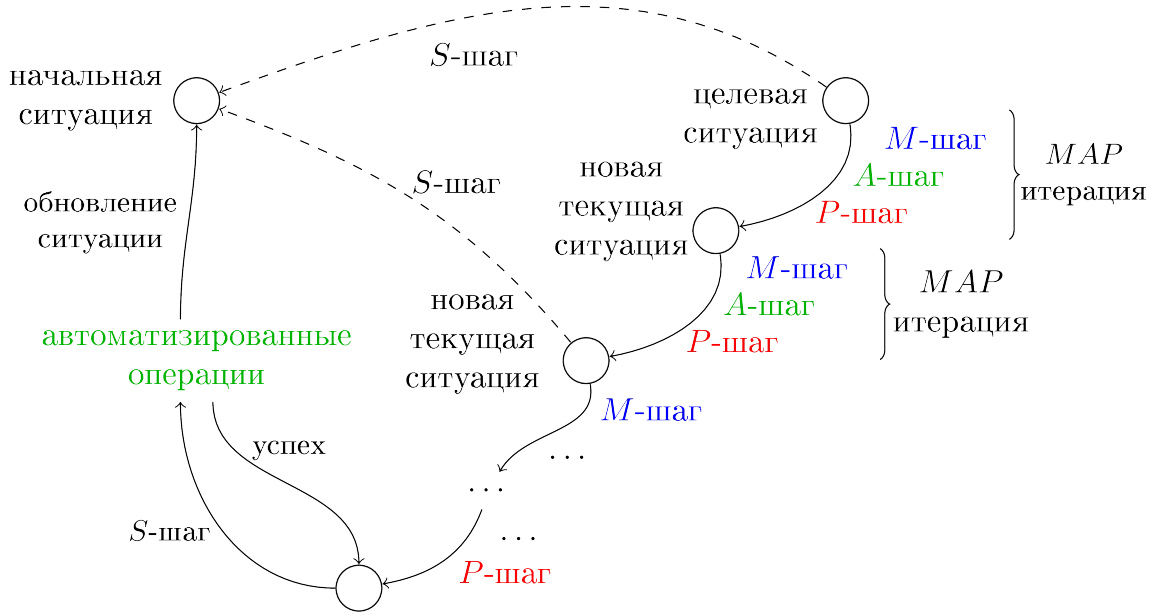 S-шаг
начальная
ситуация
целевая
ситуация
M-шаг
A-шаг
P-шаг
MAP
итерация
S-шаг
новая
текущая
ситуация
обновление
ситуации
M-шаг
A-шаг
P-шаг
MAP
итерация
новая
текущая
ситуация
автоматизированные
операции
M-шаг
...
успех
...
S-шаг
...
P-шаг